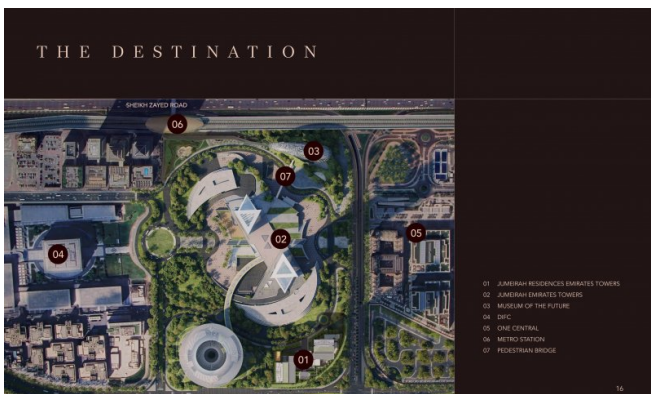 THE DESTINATION
SHEIKH ZAYED ROAD
06
03
07
02
05
04
01
01 JUMEIRAH RESIDENCES EMIRATES TOWERS
02 JUMEIRAH EMIRATES TOWERS
03 MUSEUM OF THE FUTURE
04 DIFC
05 ONE CENTRAL
06 METRO STATION
07 PEDESTRIAN BRIDGE
16